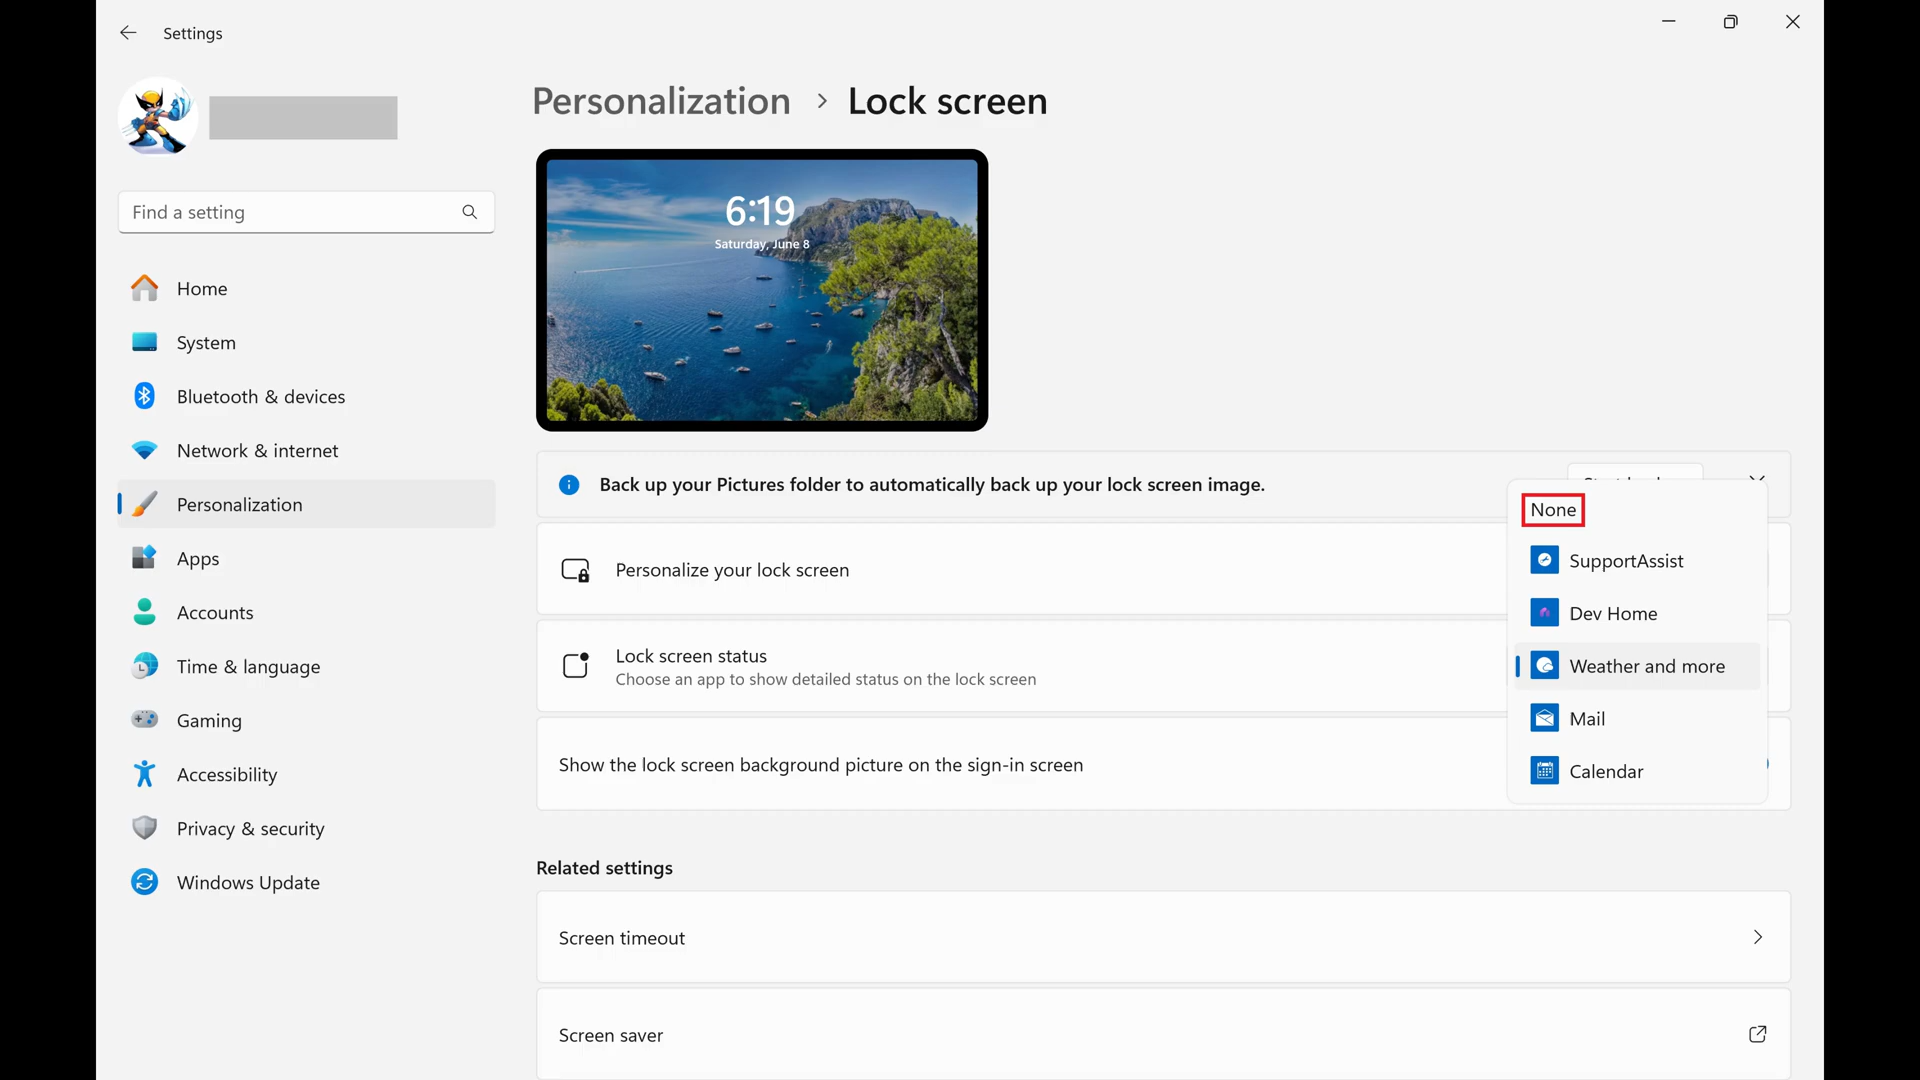 Settings
Personalization > Lock screen
6:19
Saturday, June 8
Find a setting
Home
System
Bluetooth & devices
Network & internet
Personalization
Apps
Accounts
Time & language
Gaming
Accessibility
Privacy & security
Windows Update
Back up your Pictures folder to automatically back up your lock screen image.
Personalize your lock screen
Lock screen status
Choose an app to show detailed status on the lock screen
Show the lock screen background picture on the sign-in screen
None
SupportAssist
Dev Home
Weather and more
Mail
Calendar
Related settings
Screen timeout
Screen saver